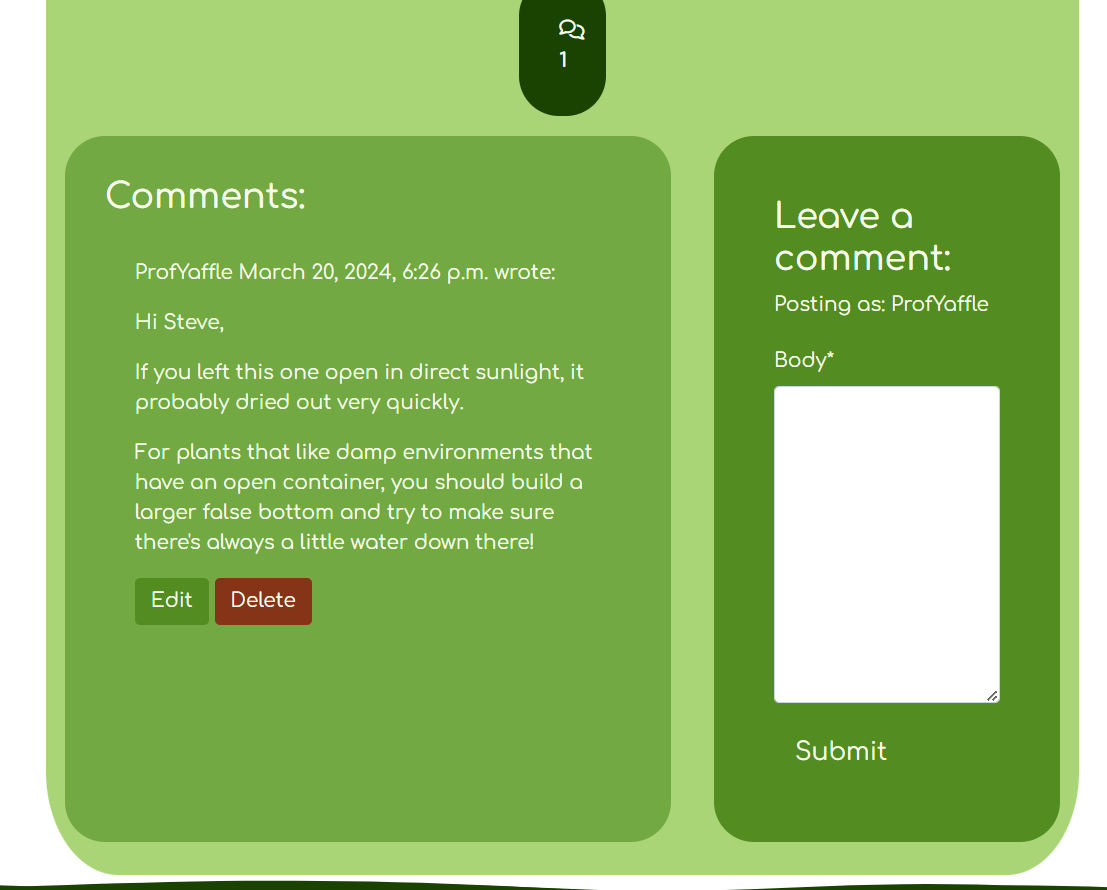 1
Comments:
ProfYaffle March 20, 2024, 6:26 p.m. wrote:
Hi Steve,
If you left this one open in direct sunlight, it
probably dried out very quickly.
For plants that like damp environments that
have an open container, you should build a
larger false bottom and try to make sure
there's always a little water down there!
Edit Delete
Leave a
comment:
Posting as: ProfYaffle
Body*
Submit